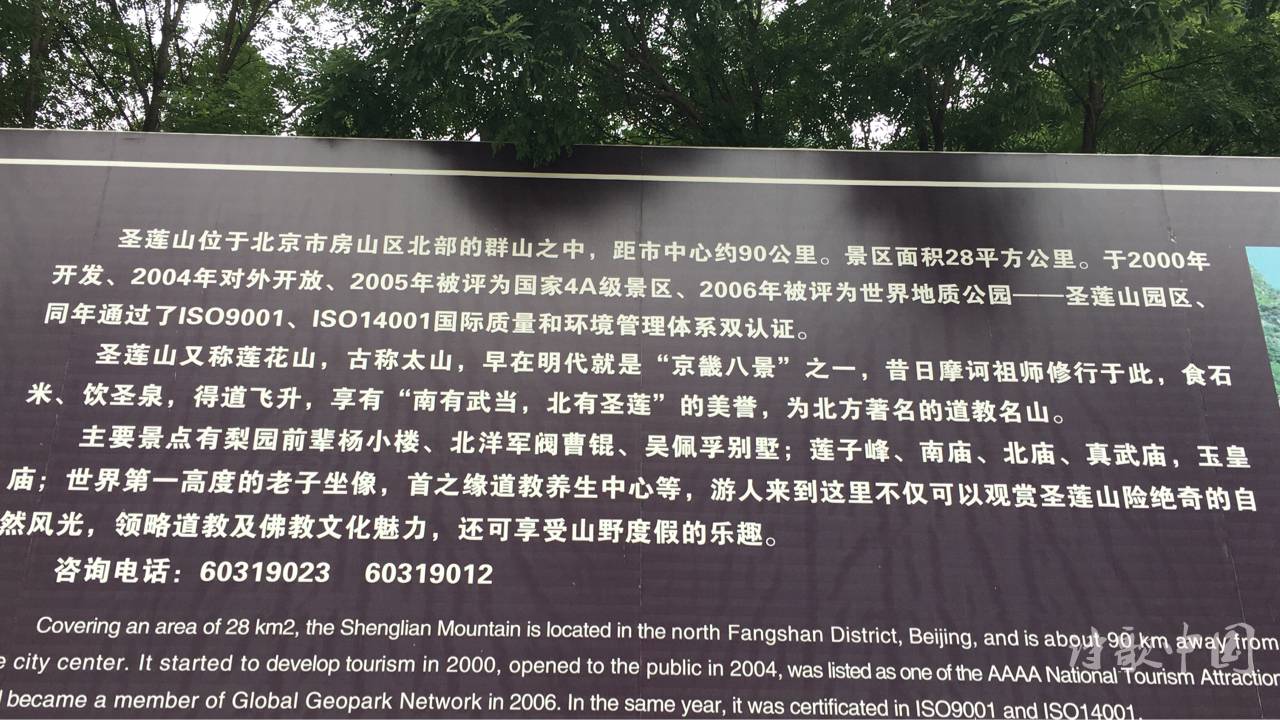 圣莲山位于北京市房山区北部的群山之中，距市中心约90公里。景区面积28平方公里。于2000年
开发、2004年对外开放、2005年被评为国家4A级景区、2006年被评为世界地质公园——圣莲山园区、
同年通过了ISO9001、ISO14001国际质量和环境管理体系双认证。
圣莲山又称莲花山，古称太山，早在明代就是“京畿八景”之一，昔日摩诃祖师修行于此，食石
米、饮圣泉，得道飞升，享有“南有武当，北有圣莲”的美誉，为北方著名的道教名山。
主要景点有梨园前辈杨小楼、北洋军阀曹锟、吴佩孚别墅；莲子峰、南庙、北庙、真武庙，玉皇
庙；世界第一高度的老子坐像，首之缘道教养生中心等，游人来到这里不仅可以观赏圣莲山险绝奇的自
然风光，领略道教及佛教文化魅力，还可享受山野度假的乐趣。
咨询电话：60319023 60319012
Covering an area of 28 km2, the Shenglian Mountain is located in the north Fangshan District, Beijing, and is about 90 km away from
city center. It started to develop tourism in 2000, opened to the public in 2004, was listed as one of the AAAA National Tourism Attraction
became a member of Global Geopark Network in 2006. In the same year, it was certificated in ISO9001 and ISO14001.
诗歌中国